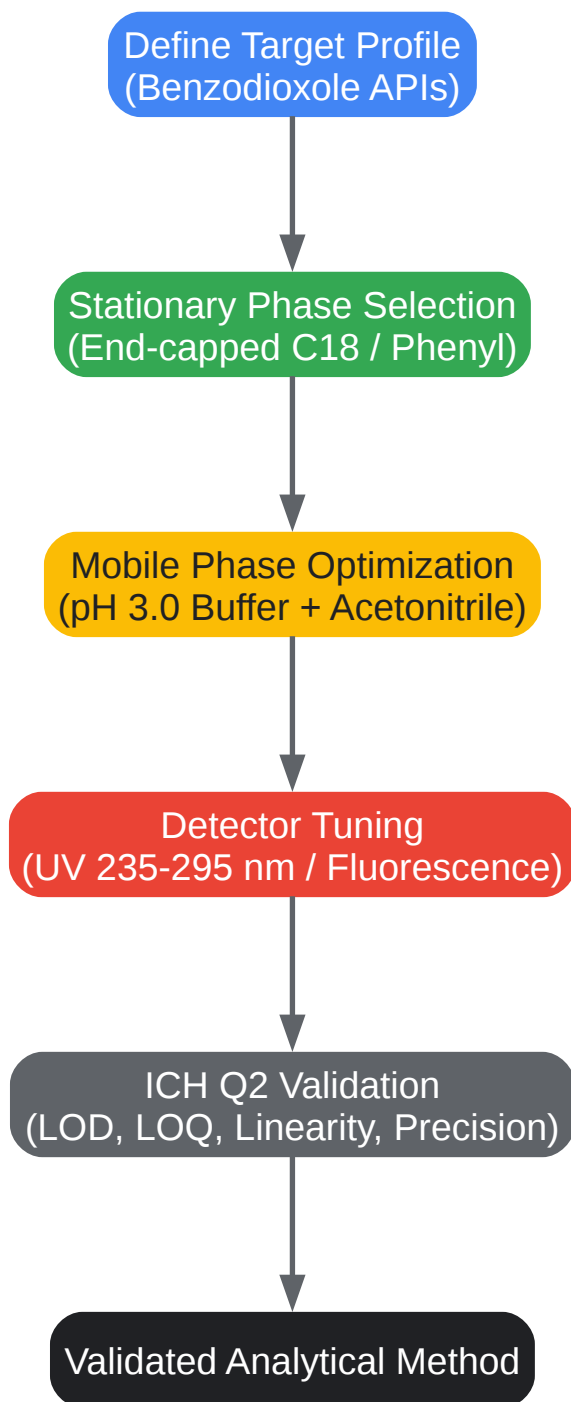 Define Target Profile
(Benzodioxole APIs)
Stationary Phase Selection
(End-capped C18 / Phenyl)
Mobile Phase Optimization
(pH 3.0 Buffer + Acetonitrile)
Detector Tuning
(UV 235-295 nm / Fluorescence)
ICH Q2 Validation
(LOD, LOQ, Linearity, Precision)
Validated Analytical Method